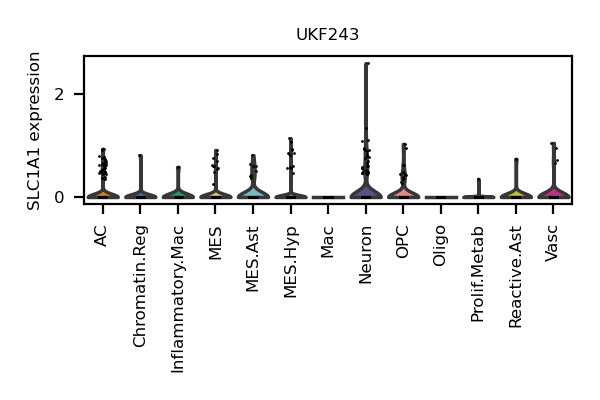 UKF243
SLC1A1 expression
2
0
AC
Chromatin.Reg
Inflammatory.Mac
MES
MES.Ast
MES.Hyp
Mac
Neuron
OPC
Oligo
Prolif.Metab
Reactive.Ast
Vasc